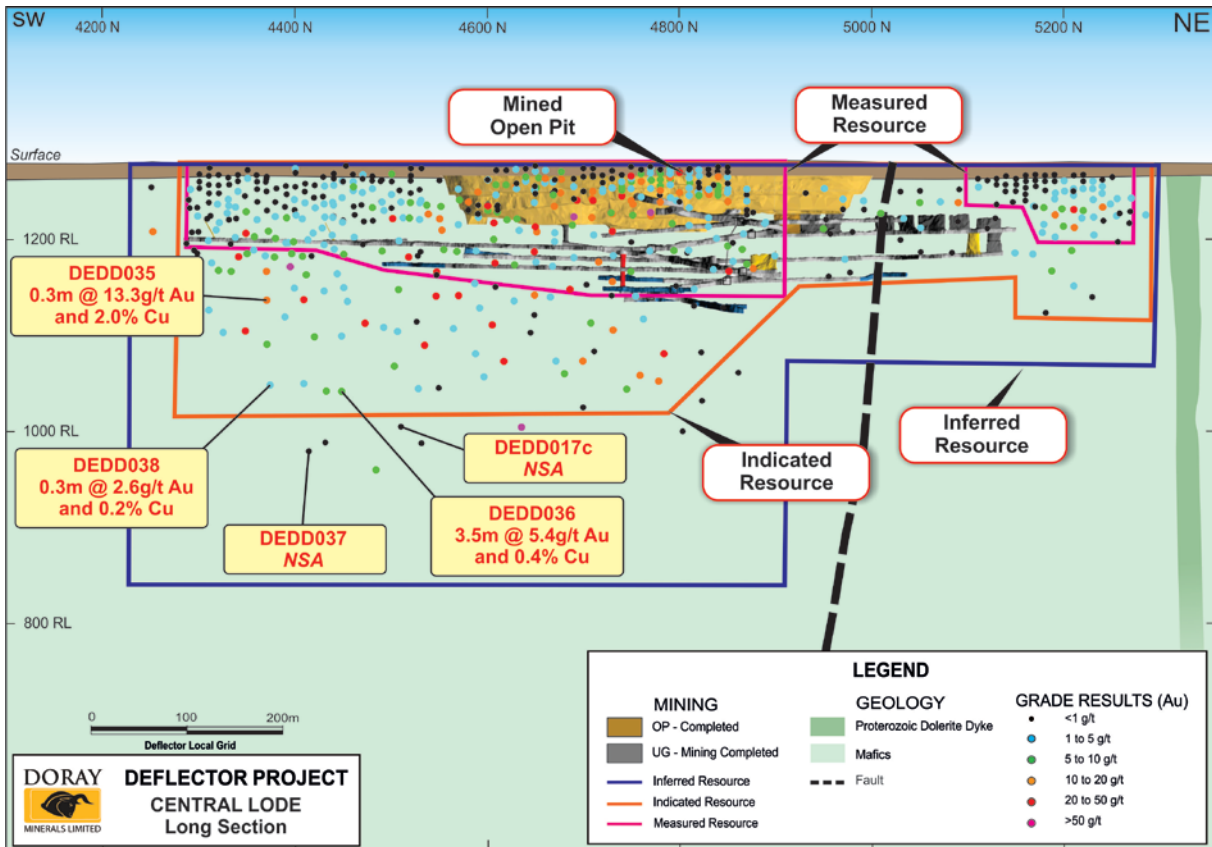 SW
4200 N
4400 N
4600 N
4800 N
5000 N
5200 N
NE
Mined
Open Pit
Measured
Resource
Surface
1200 RL
DEDD035
0.3m @ 13.3g/t Au
and 2.0% Cu
1000 RL
DEDD038
0.3m @ 2.6g/t Au
and 0.2% Cu
DEDD037
NSA
DEDD017c
NSA
DEDD036
3.5m @ 5.4g/t Au
and 0.4% Cu
Indicated
Resource
Inferred
Resource
800 RL
0 100 200m
Deflector Local Grid
DORAY
MINERALS LIMITED
DEFLECTOR PROJECT
CENTRAL LODE
Long Section
LEGEND
MINING
OP - Completed
UG - Mining Completed
Inferred Resource
Indicated Resource
Measured Resource
GEOLOGY
Proterozoic Dolerite Dyke
Mafics
Fault
GRADE RESULTS (Au)
<1 g/t
1 to 5 g/t
5 to 10 g/t
10 to 20 g/t
20 to 50 g/t
>50 g/t